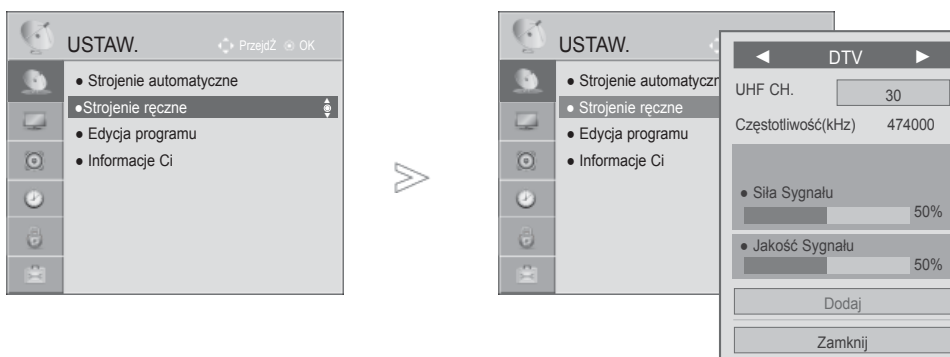 USTAW.
PrzejdŹ OK
● Strojenie automatyczne
●Strojenie ręczne
● Edycja programu
● Informacje Ci
USTAW.
● Strojenie automatyczn
● Strojenie ręczne
● Edycja programu
● Informacje Ci
◄ DTV ►
UHF CH. 30
Częstotliwość(kHz) 474000
● Siła Sygnału
50%
● Jakość Sygnału
50%
Dodaj
Zamknij